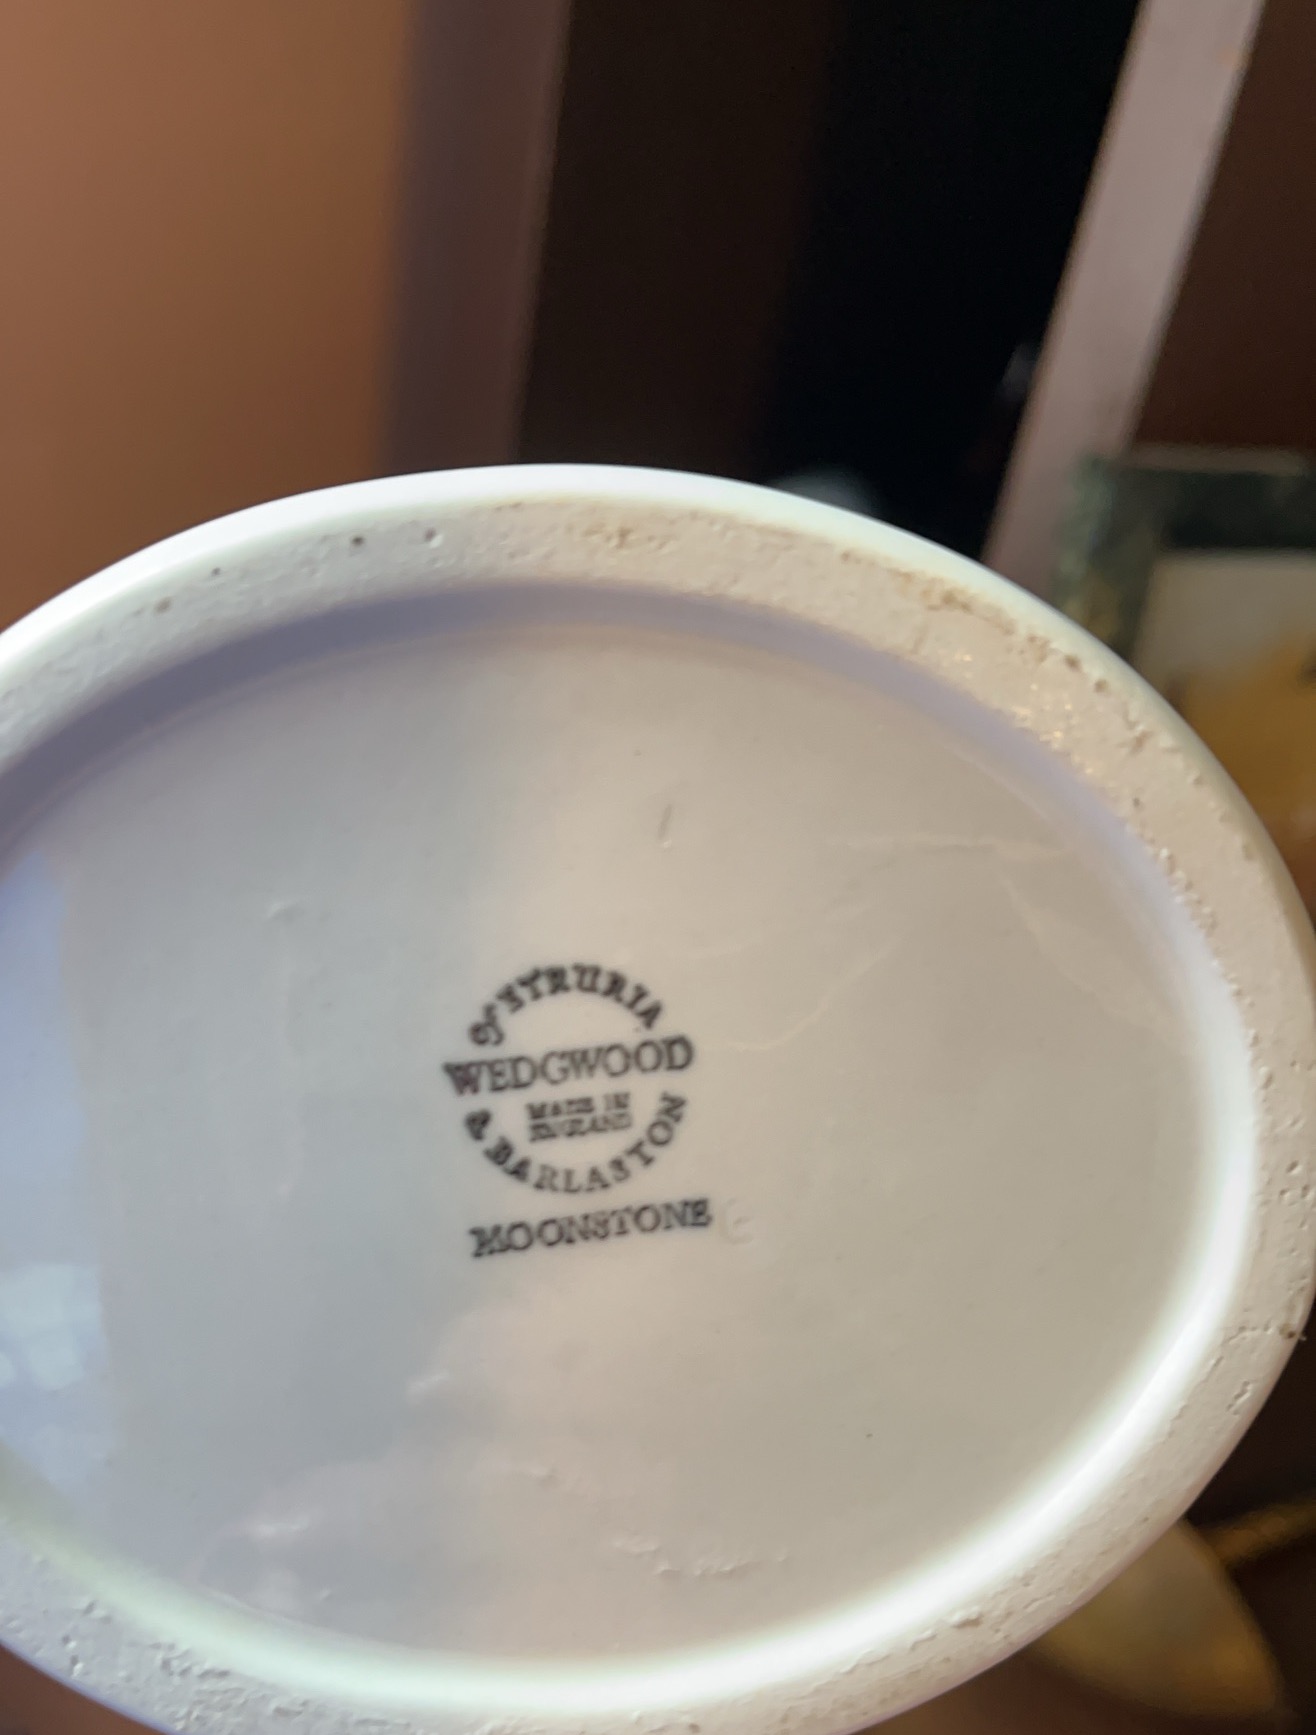 OF ETRURIA
WEDGWOOD
MADE IN
ENGLAND
& BARLASTON
MOONSTONE